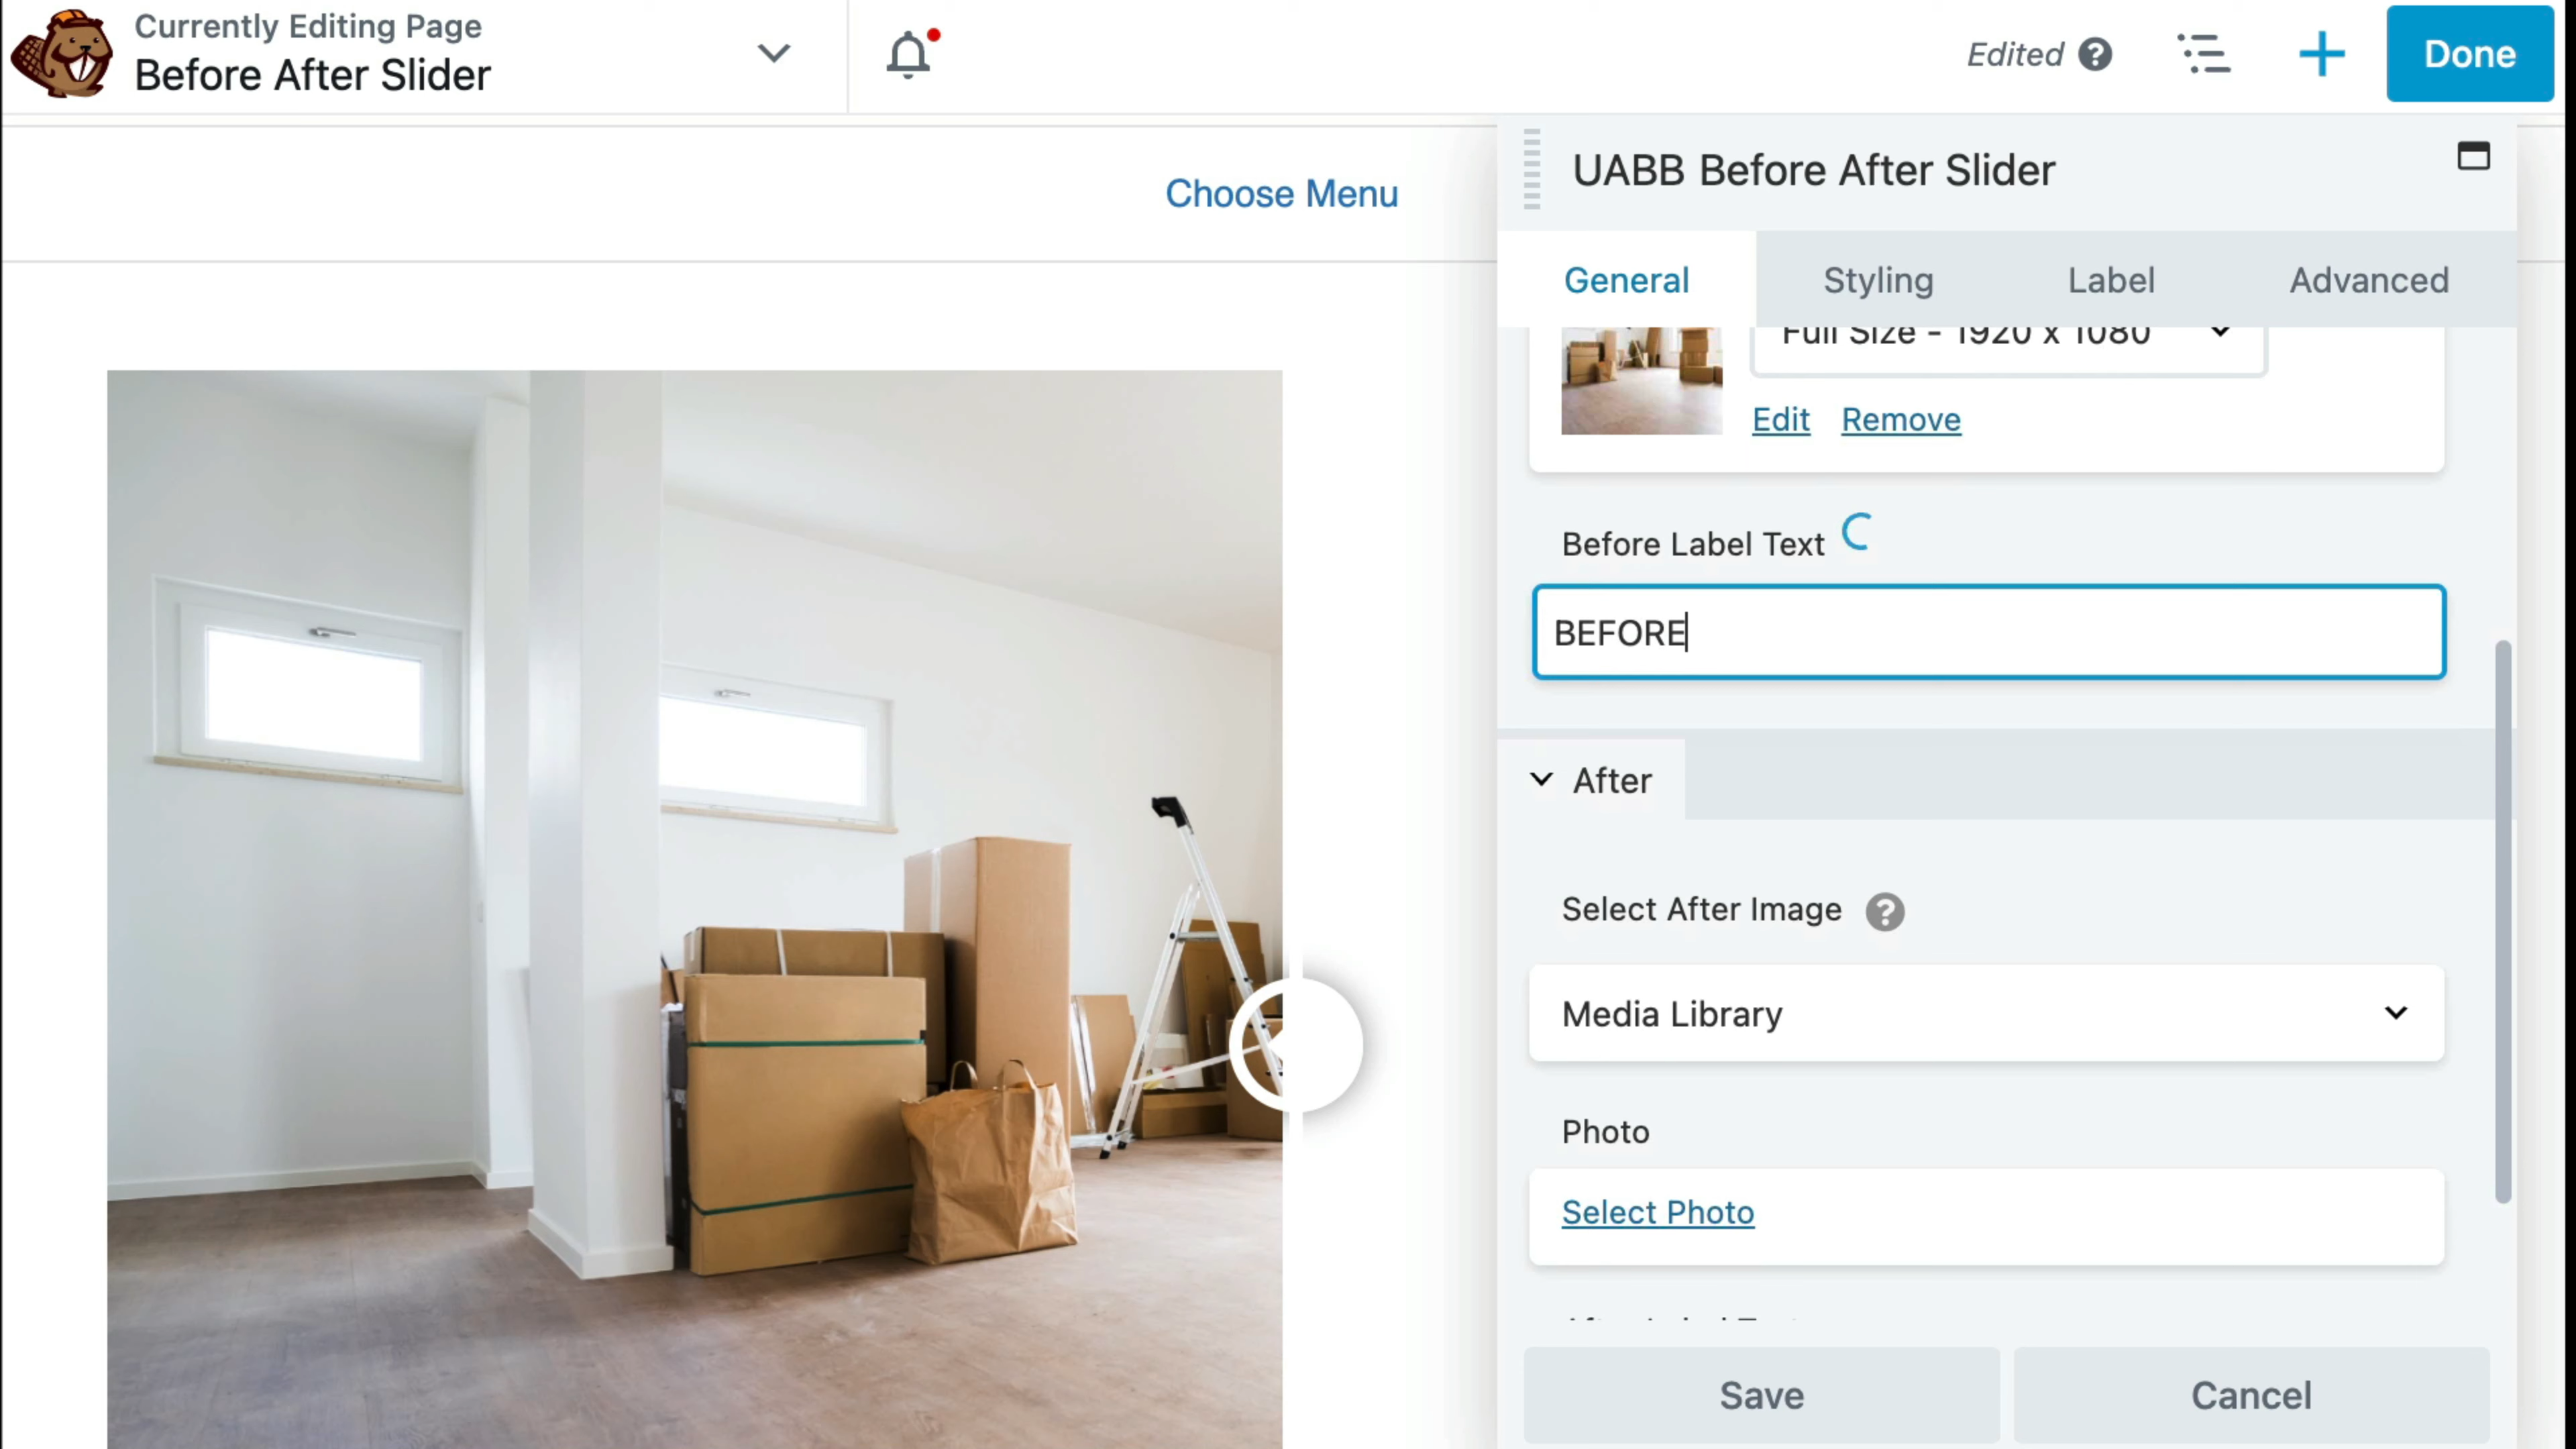 Currently Editing Page
Before After Slider
Edited
Done
Choose Menu
UABB Before After Slider
General
Styling
Label
Advanced
Full Size - 1920 x 1080
Edit
Remove
Before Label Text
BEFORE
After
Select After Image
Media Library
Photo
Select Photo
Save
Cancel